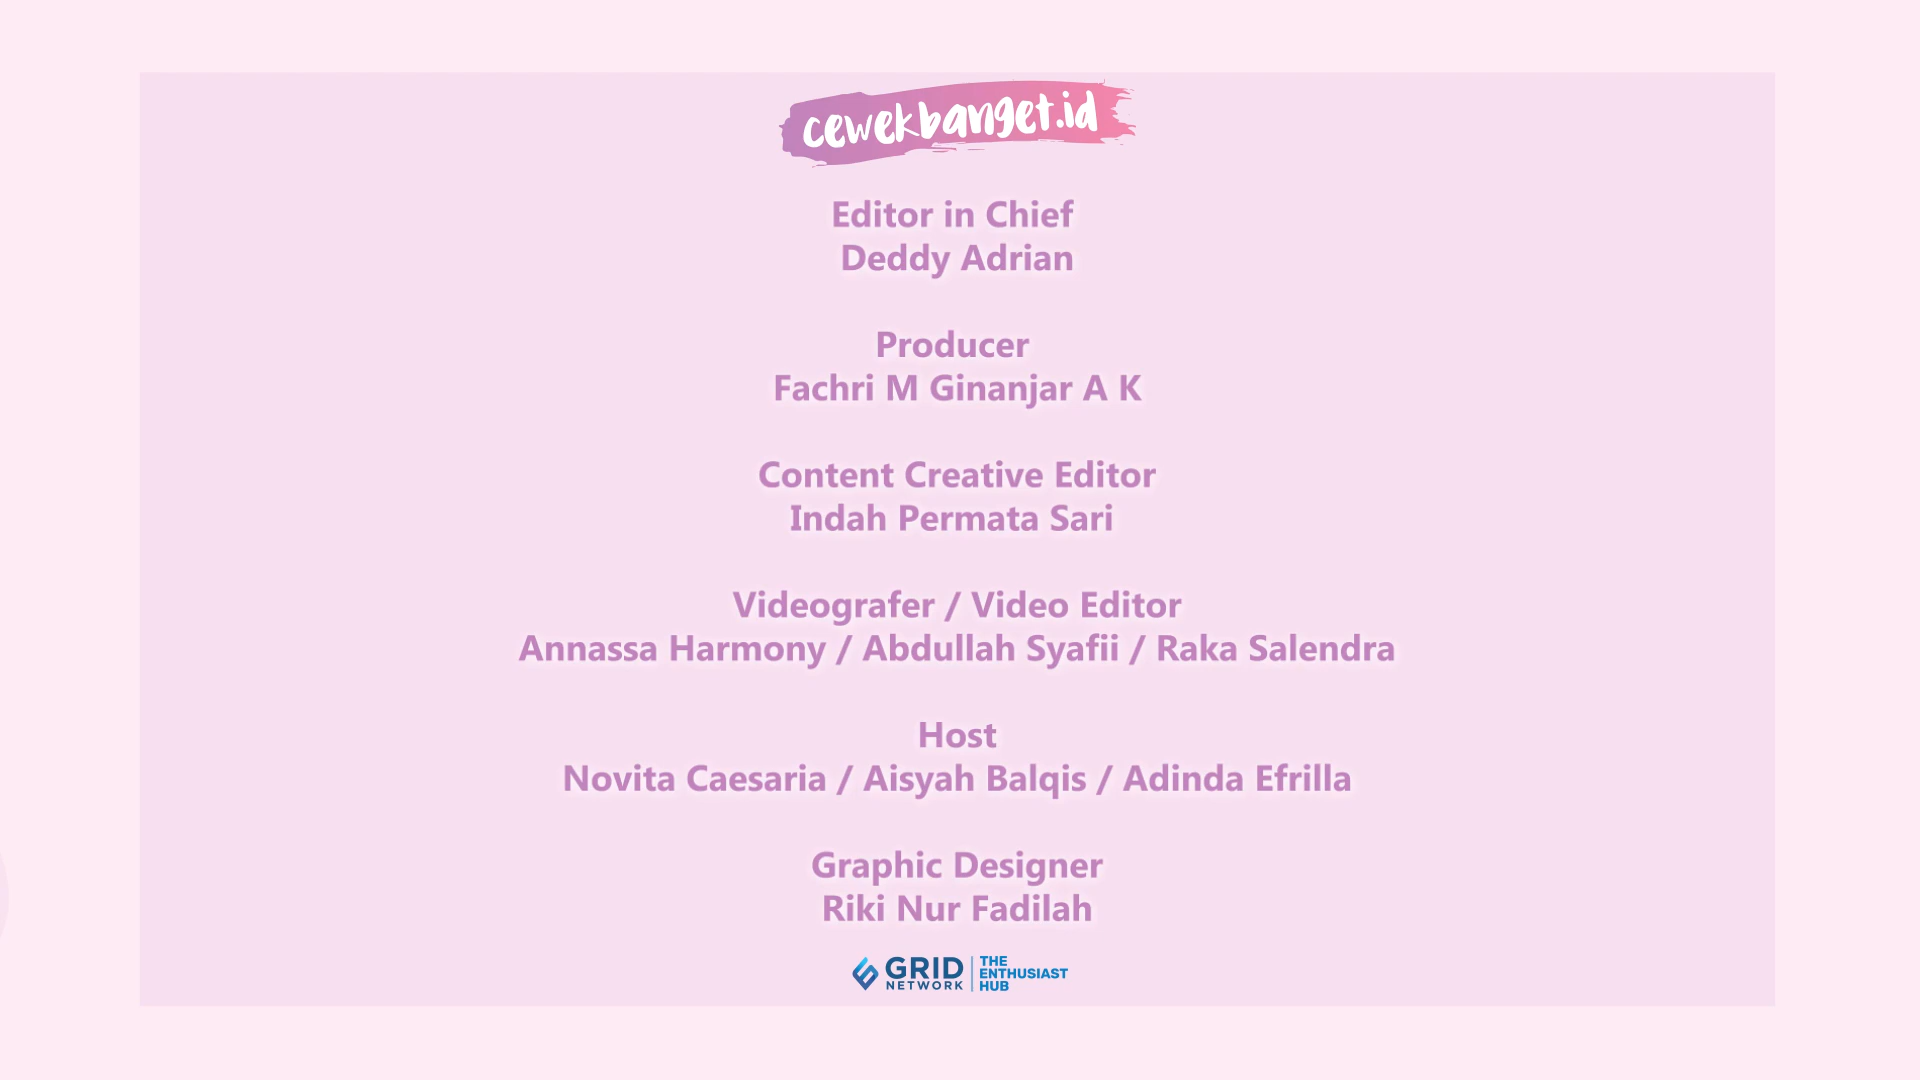 cewekbanget.id
Editor in Chief
Deddy Adrian
Producer
Fachri M Ginanjar A K
Content Creative Editor
Indah Permata Sari
Videografer / Video Editor
Annassa Harmony / Abdullah Syafii / Raka Salendra
Host
Novita Caesaria / Aisyah Balqis / Adinda Efrilla
Graphic Designer
Riki Nur Fadilah
GRID
NETWORK
THE
ENTHUSIAST
HUB